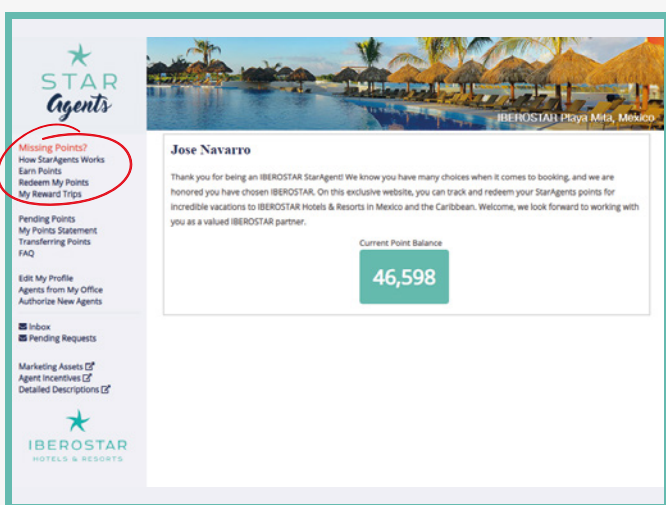 STAR
Agents
IBEROSTAR Playa Mita, Mexico
Missing Points?
How StarAgents Works
Earn Points
Redeem My Points
My Reward Trips
Pending Points
My Points Statement
Transferring Points
FAQ
Edit My Profile
Agents from My Office
Authorize New Agents
Inbox
Pending Requests
Marketing Assets
Agent Incentives
Detailed Descriptions
IBEROSTAR
HOTELS & RESORTS
Jose Navarro
Thank you for being an IBEROSTAR StarAgent! We know you have many choices when it comes to booking, and we are
honored you have chosen IBEROSTAR. On this exclusive website, you can track and redeem your StarAgents points for
incredible vacations to IBEROSTAR Hotels & Resorts in Mexico and the Caribbean. Welcome, we look forward to working with
you as a valued IBEROSTAR partner.
Current Point Balance
46,598